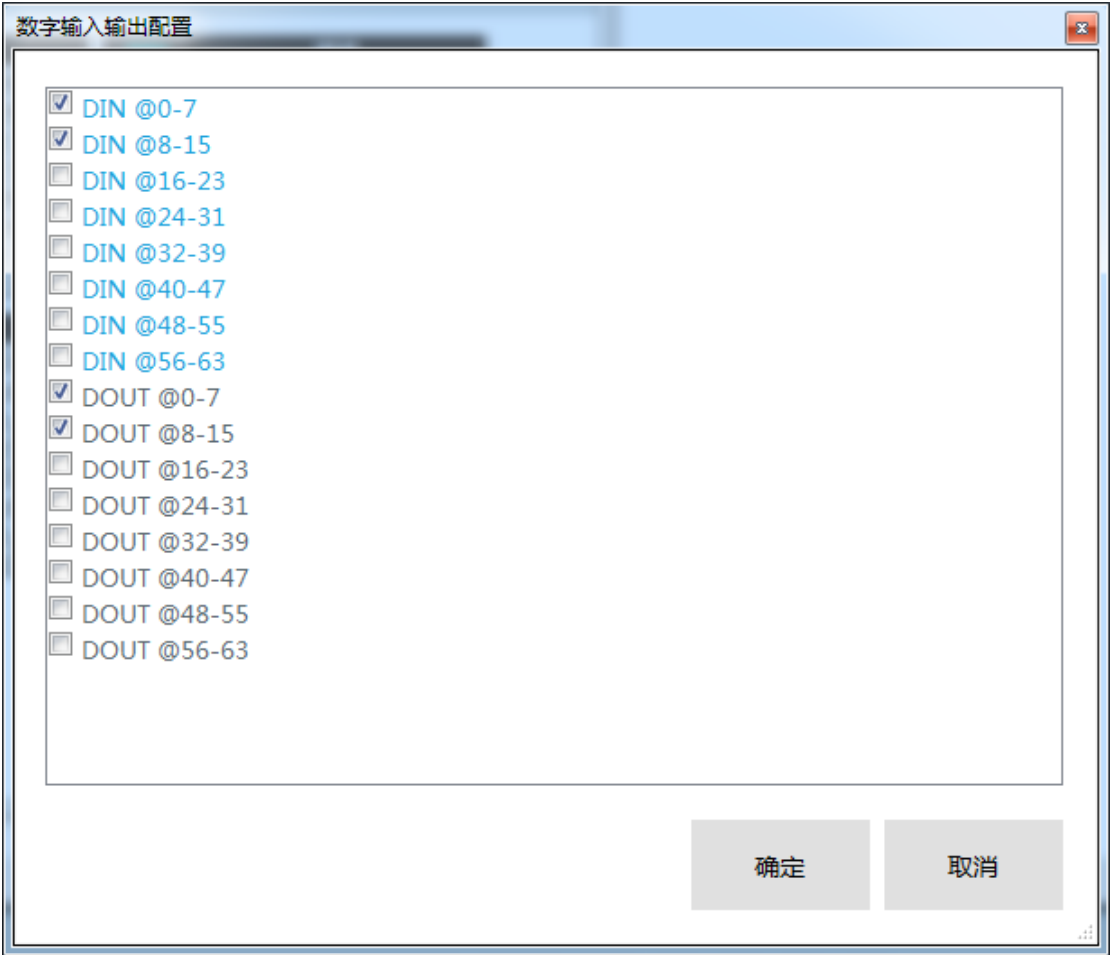 数字输入输出配置
DIN @0-7
DIN @8-15
DIN @16-23
DIN @24-31
DIN @32-39
DIN @40-47
DIN @48-55
DIN @56-63
DOUT @0-7
DOUT @8-15
DOUT @16-23
DOUT @24-31
DOUT @32-39
DOUT @40-47
DOUT @48-55
DOUT @56-63
确定 取消